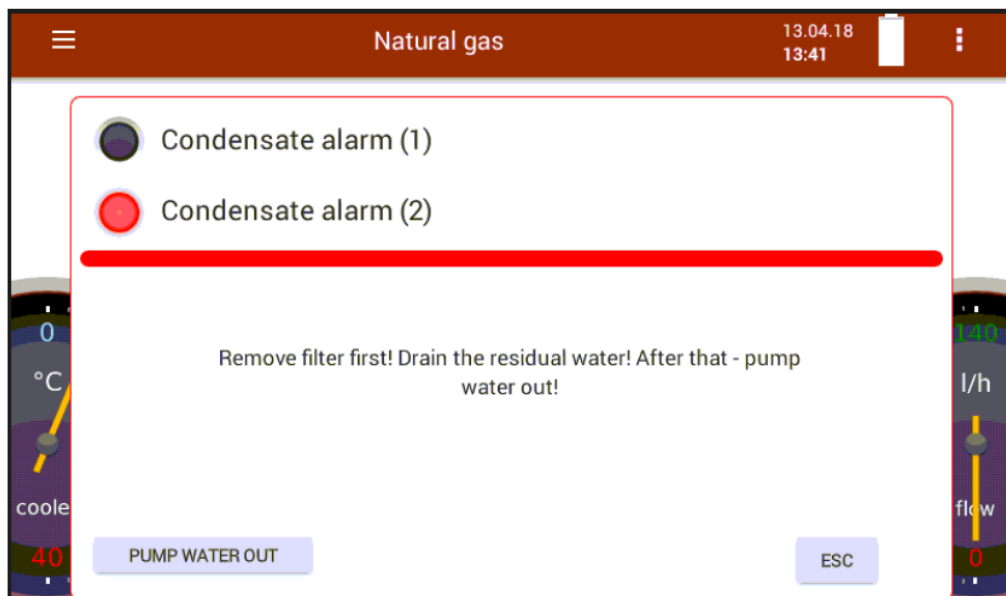 Natural gas
13.04.18
13:41
Condensate alarm (1)
Condensate alarm (2)
Remove filter first! Drain the residual water! After that - pump
water out!
0
°C
coole
40
140
l/h
flow
0
PUMP WATER OUT
ESC